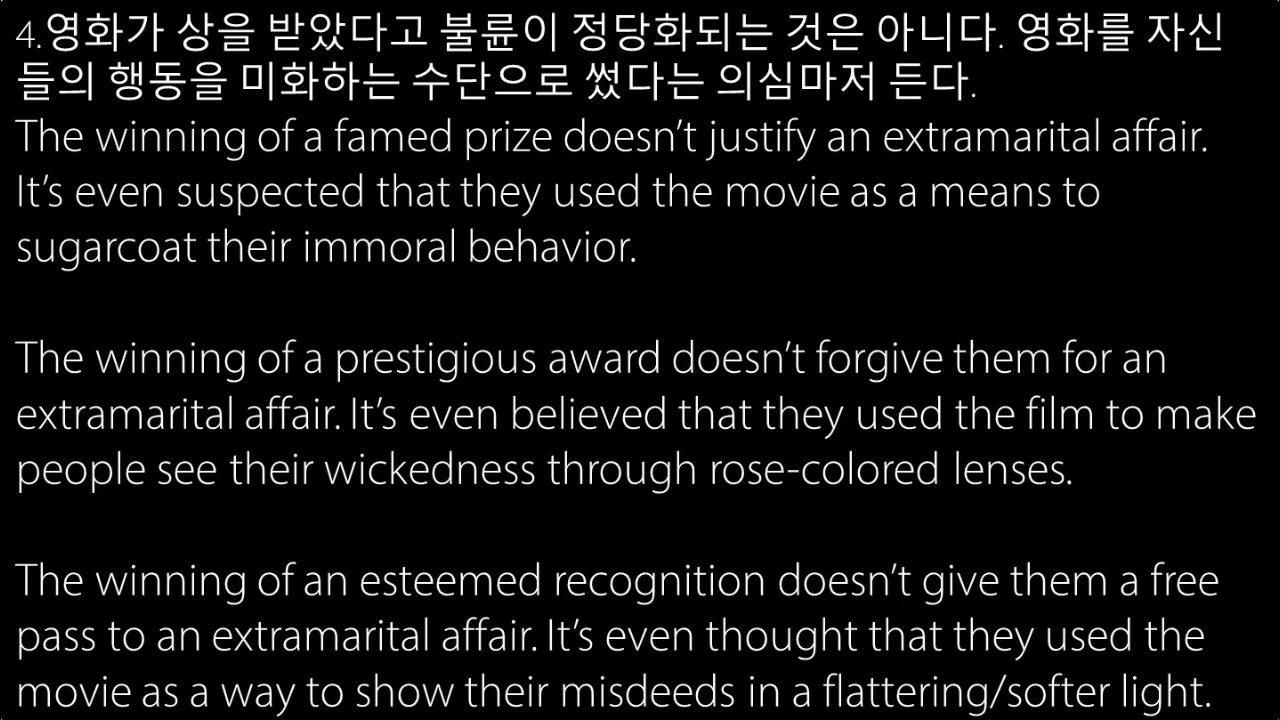 4.영화가 상을 받았다고 불륜이 정당화되는 것은 아니다. 영화를 자신
들의 행동을 미화하는 수단으로 썼다는 의심마저 든다.
The winning of a famed prize doesn’t justify an extramarital affair.
It’s even suspected that they used the movie as a means to
sugarcoat their immoral behavior.
The winning of a prestigious award doesn’t forgive them for an
extramarital affair. It’s even believed that they used the film to make
people see their wickedness through rose-colored lenses.
The winning of an esteemed recognition doesn’t give them a free
pass to an extramarital affair. It’s even thought that they used the
movie as a way to show their misdeeds in a flattering/softer light.